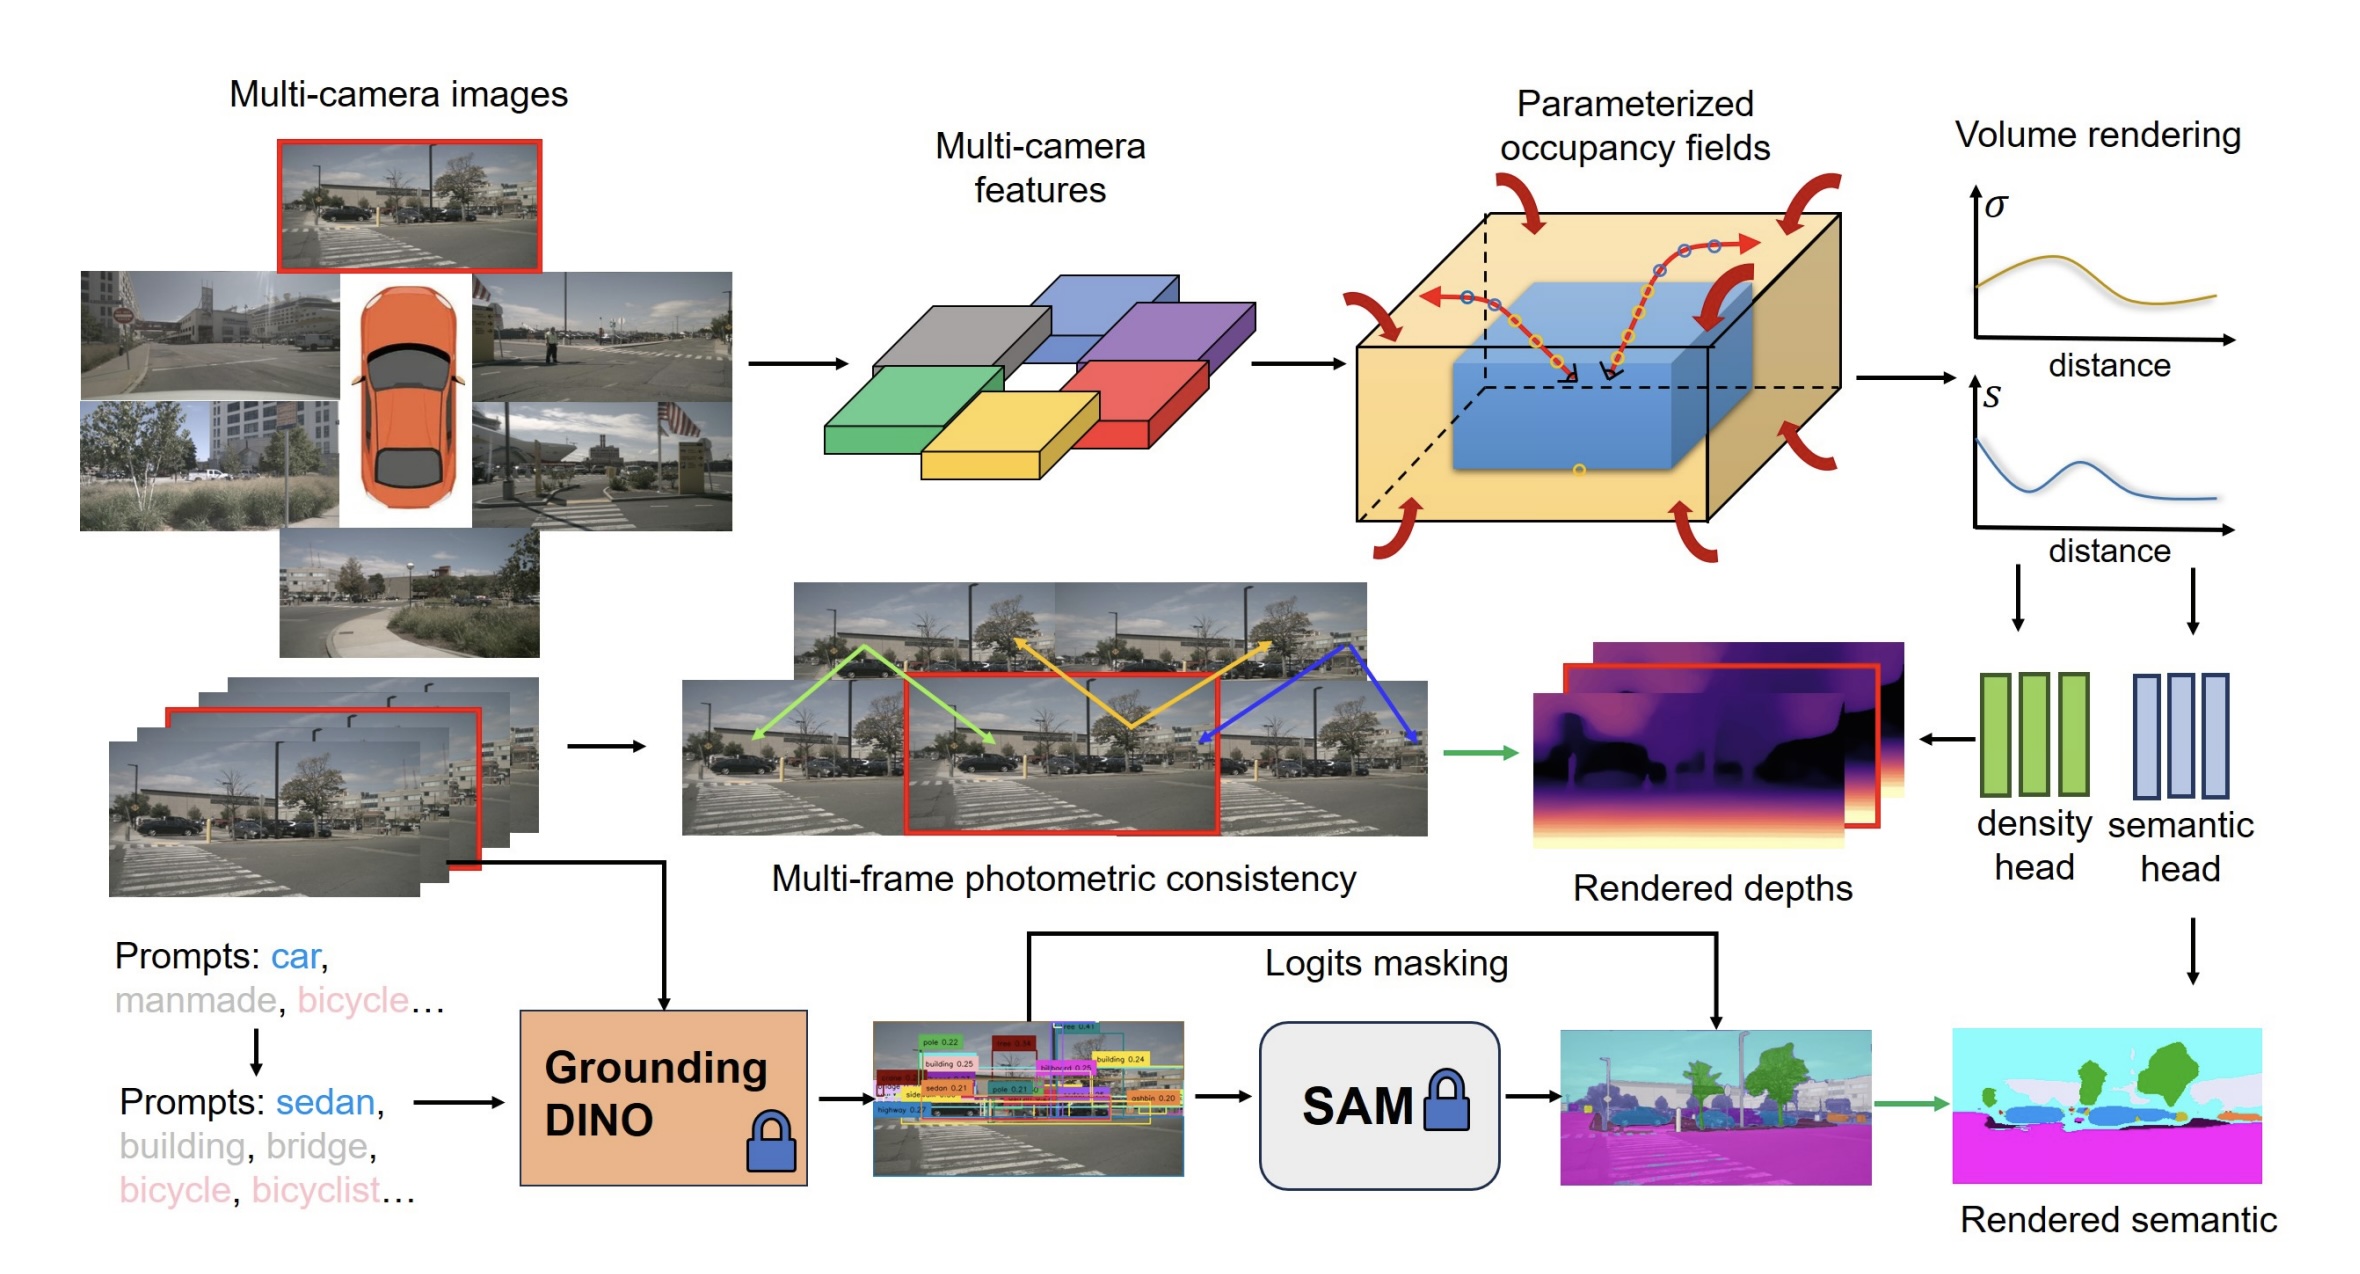 Multi-camera images
Multi-camera
features
Parameterized
occupancy fields
Volume rendering
σ
distance
s
distance
density
head
semantic
head
Multi-frame photometric consistency
Rendered depths
Prompts: car,
manmade, bicycle…
Prompts: sedan,
building, bridge,
bicycle, bicyclist…
Grounding
DINO
Logits masking
pole 0.22
building 0.24
building 0.25
sedan 0.21
pole 0.21
ashbin 0.20
highway 0.27
SAM
Rendered semantic